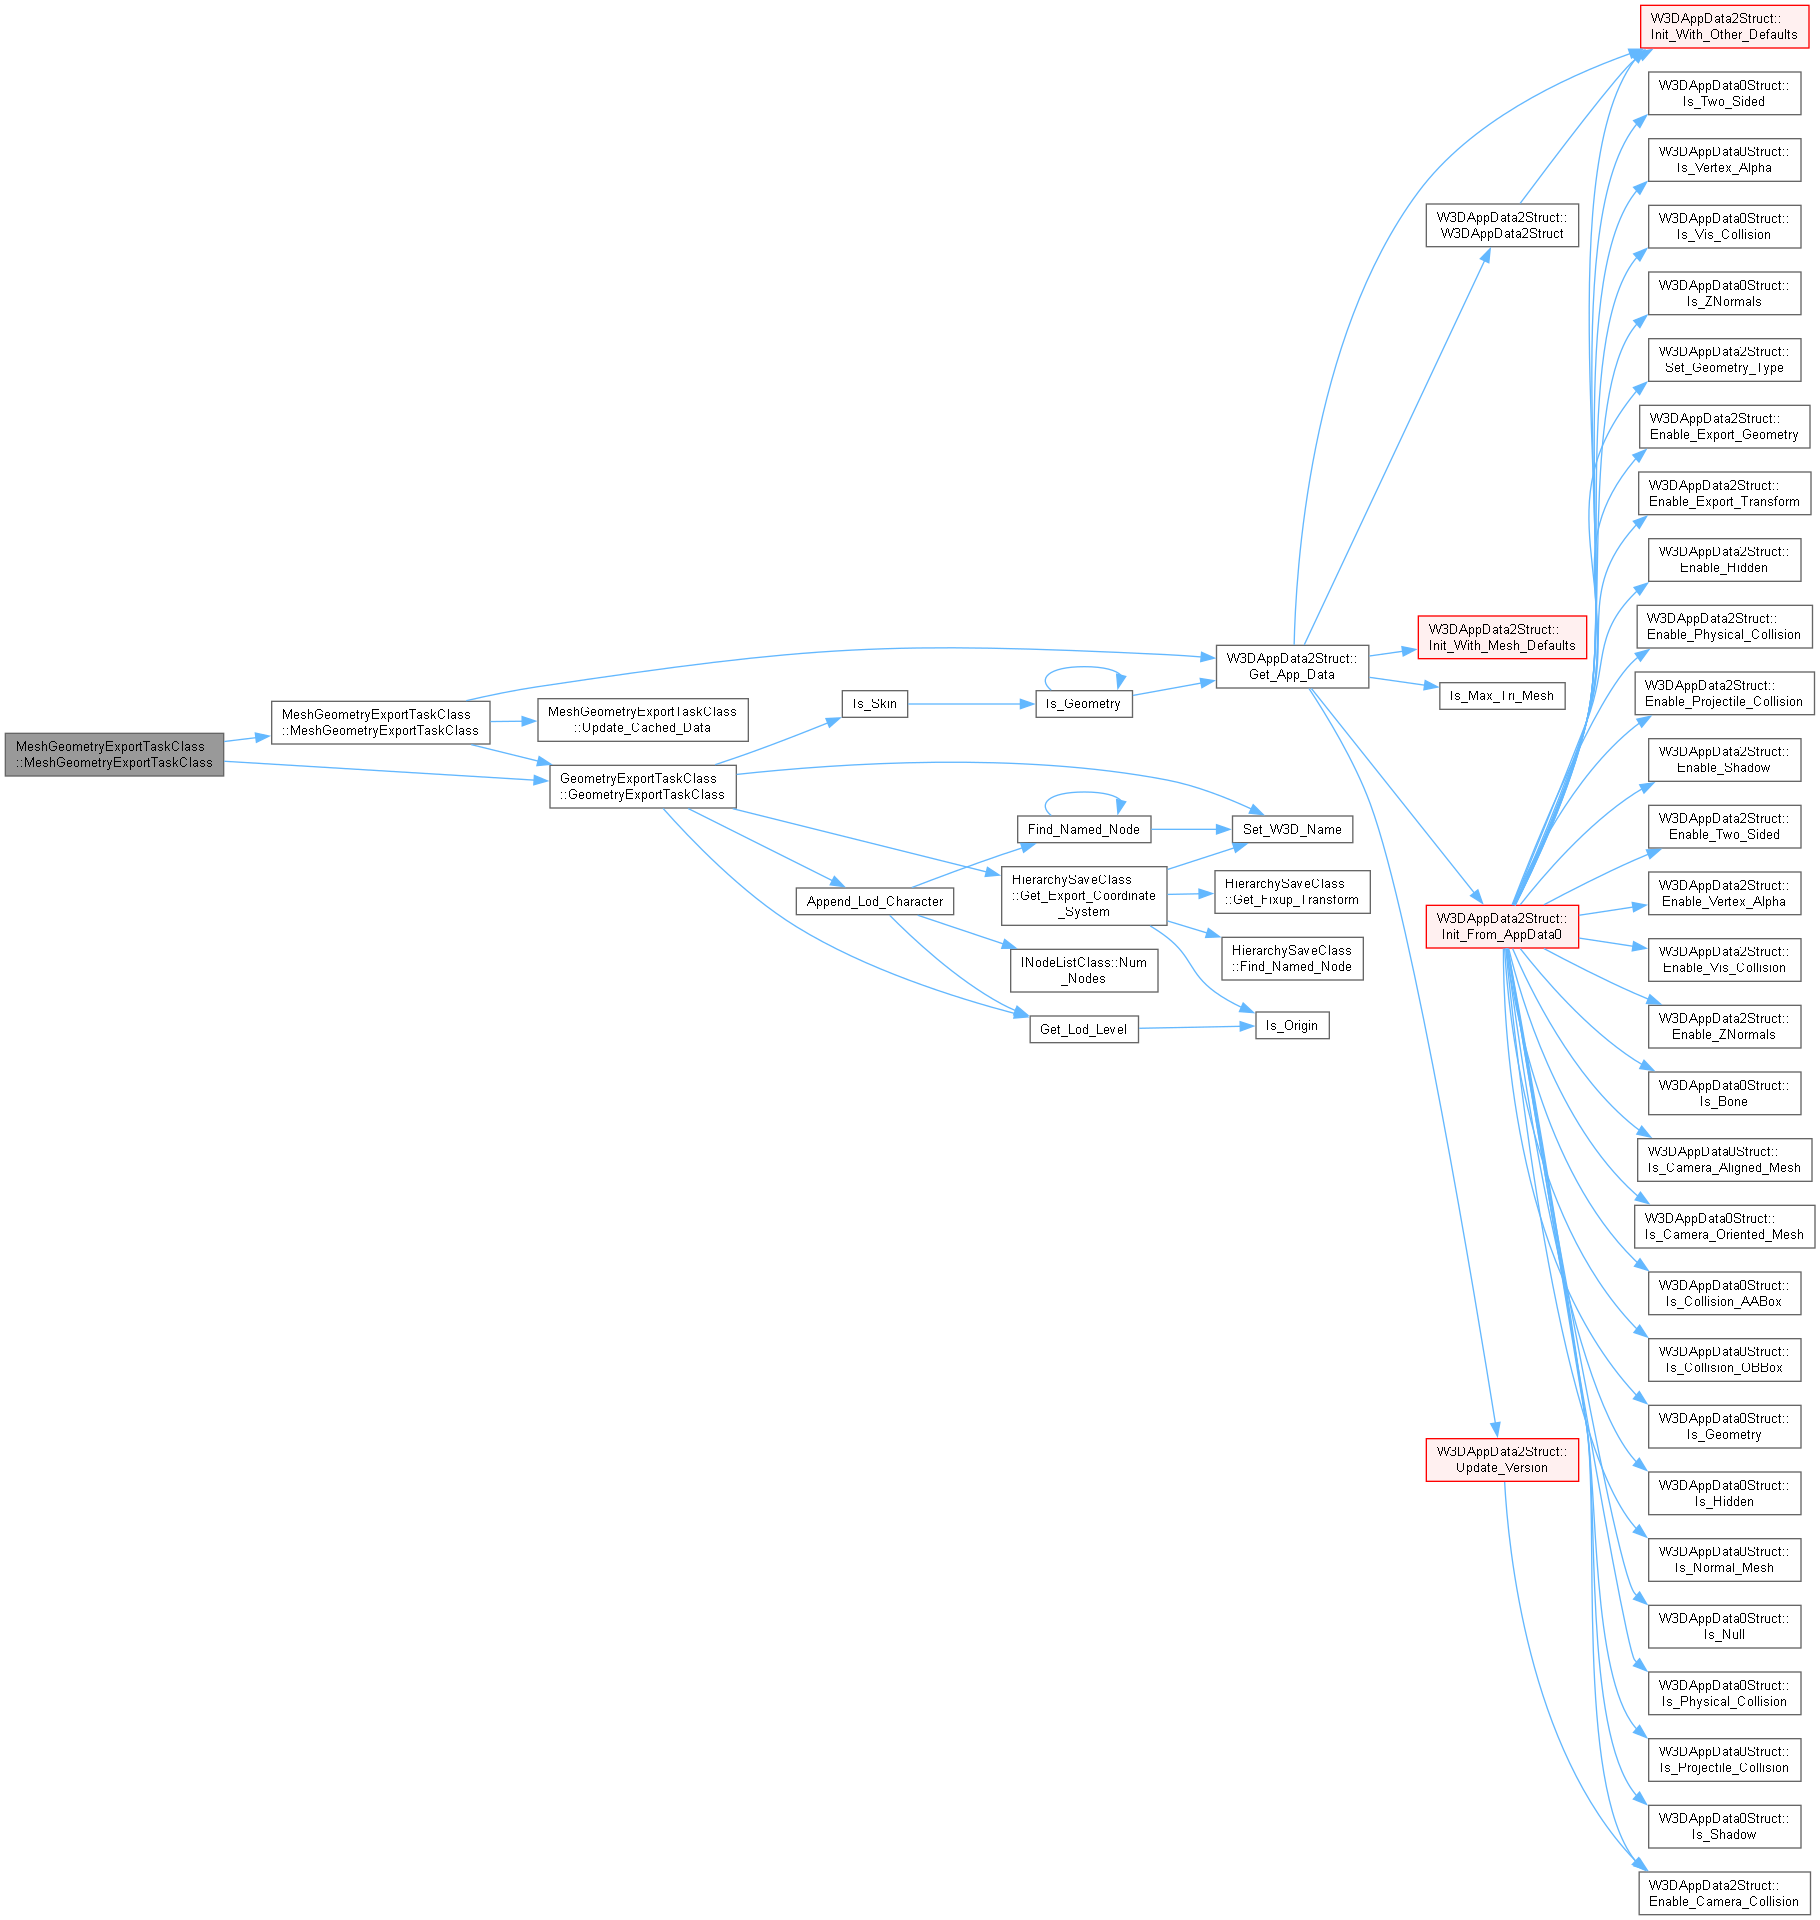 MeshGeometryExportTaskClass
::MeshGeometryExportTaskClass
MeshGeometryExportTaskClass
::MeshGeometryExportTaskClass
MeshGeometryExportTaskClass
::Update_Cached_Data
GeometryExportTaskClass
::GeometryExportTaskClass
Is_Skin
Append_Lod_Character
Is_Geometry
Find_Named_Node
HierarchySaveClass
::Get_Export_Coordinate
_System
INodeListClass::Num
_Nodes
Get_Lod_Level
W3DAppData2Struct::
Get_App_Data
Set_W3D_Name
HierarchySaveClass
::Get_Fixup_Transform
HierarchySaveClass
::Find_Named_Node
Is_Origin
W3DAppData2Struct::
W3DAppData2Struct
W3DAppData2Struct::
Init_With_Mesh_Defaults
Is_Max_Tri_Mesh
W3DAppData2Struct::
Init_From_AppData0
W3DAppData2Struct::
Update_Version
W3DAppData2Struct::
Init_With_Other_Defaults
W3DAppData0Struct::
Is_Two_Sided
W3DAppData0Struct::
Is_Vertex_Alpha
W3DAppData0Struct::
Is_Vis_Collision
W3DAppData0Struct::
Is_ZNormals
W3DAppData2Struct::
Set_Geometry_Type
W3DAppData2Struct::
Enable_Export_Geometry
W3DAppData2Struct::
Enable_Export_Transform
W3DAppData2Struct::
Enable_Hidden
W3DAppData2Struct::
Enable_Physical_Collision
W3DAppData2Struct::
Enable_Projectile_Collision
W3DAppData2Struct::
Enable_Shadow
W3DAppData2Struct::
Enable_Two_Sided
W3DAppData2Struct::
Enable_Vertex_Alpha
W3DAppData2Struct::
Enable_Vis_Collision
W3DAppData2Struct::
Enable_ZNormals
W3DAppData0Struct::
Is_Bone
W3DAppData0Struct::
Is_Camera_Aligned_Mesh
W3DAppData0Struct::
Is_Camera_Oriented_Mesh
W3DAppData0Struct::
Is_Collision_AABox
W3DAppData0Struct::
Is_Collision_OBBox
W3DAppData0Struct::
Is_Geometry
W3DAppData0Struct::
Is_Hidden
W3DAppData0Struct::
Is_Normal_Mesh
W3DAppData0Struct::
Is_Null
W3DAppData0Struct::
Is_Physical_Collision
W3DAppData0Struct::
Is_Projectile_Collision
W3DAppData0Struct::
Is_Shadow
W3DAppData2Struct::
Enable_Camera_Collision